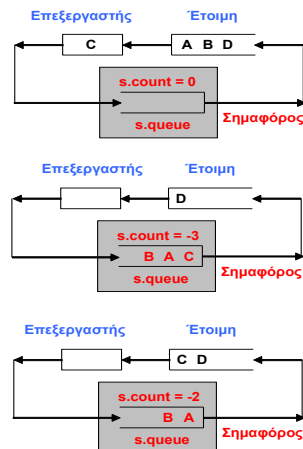 Επεξεργαστής Έτοιμη
C A B D
s.count = 0
s.queue
Σημαφόρος
Επεξεργαστής Έτοιμη
D
s.count = -3
B A C
s.queue
Σημαφόρος
Επεξεργαστής Έτοιμη
C D
s.count = -2
B A
s.queue
Σημαφόρος